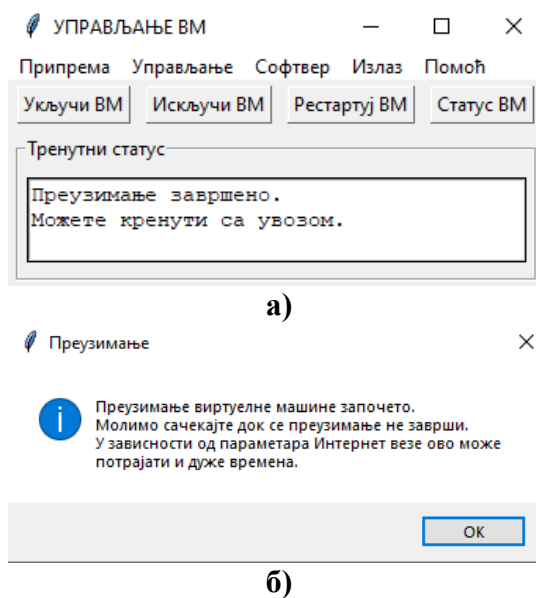 УПРАВЉАЊЕ ВМ
Припрема Управљање Софтвер Излаз Помоћ
Укључи ВМ Искључи ВМ Рестартуј ВМ Статус ВМ
Тренутни статус
Преузимање завршено.
Можете кренути са увозом.
а)
Преузимање
Преузимање виртуелне машине започето.
Молимо сачекајте док се преузимање не заврши.
У зависности од параметара Интернет везе ово може
потрајати и дуже времена.
OK
б)